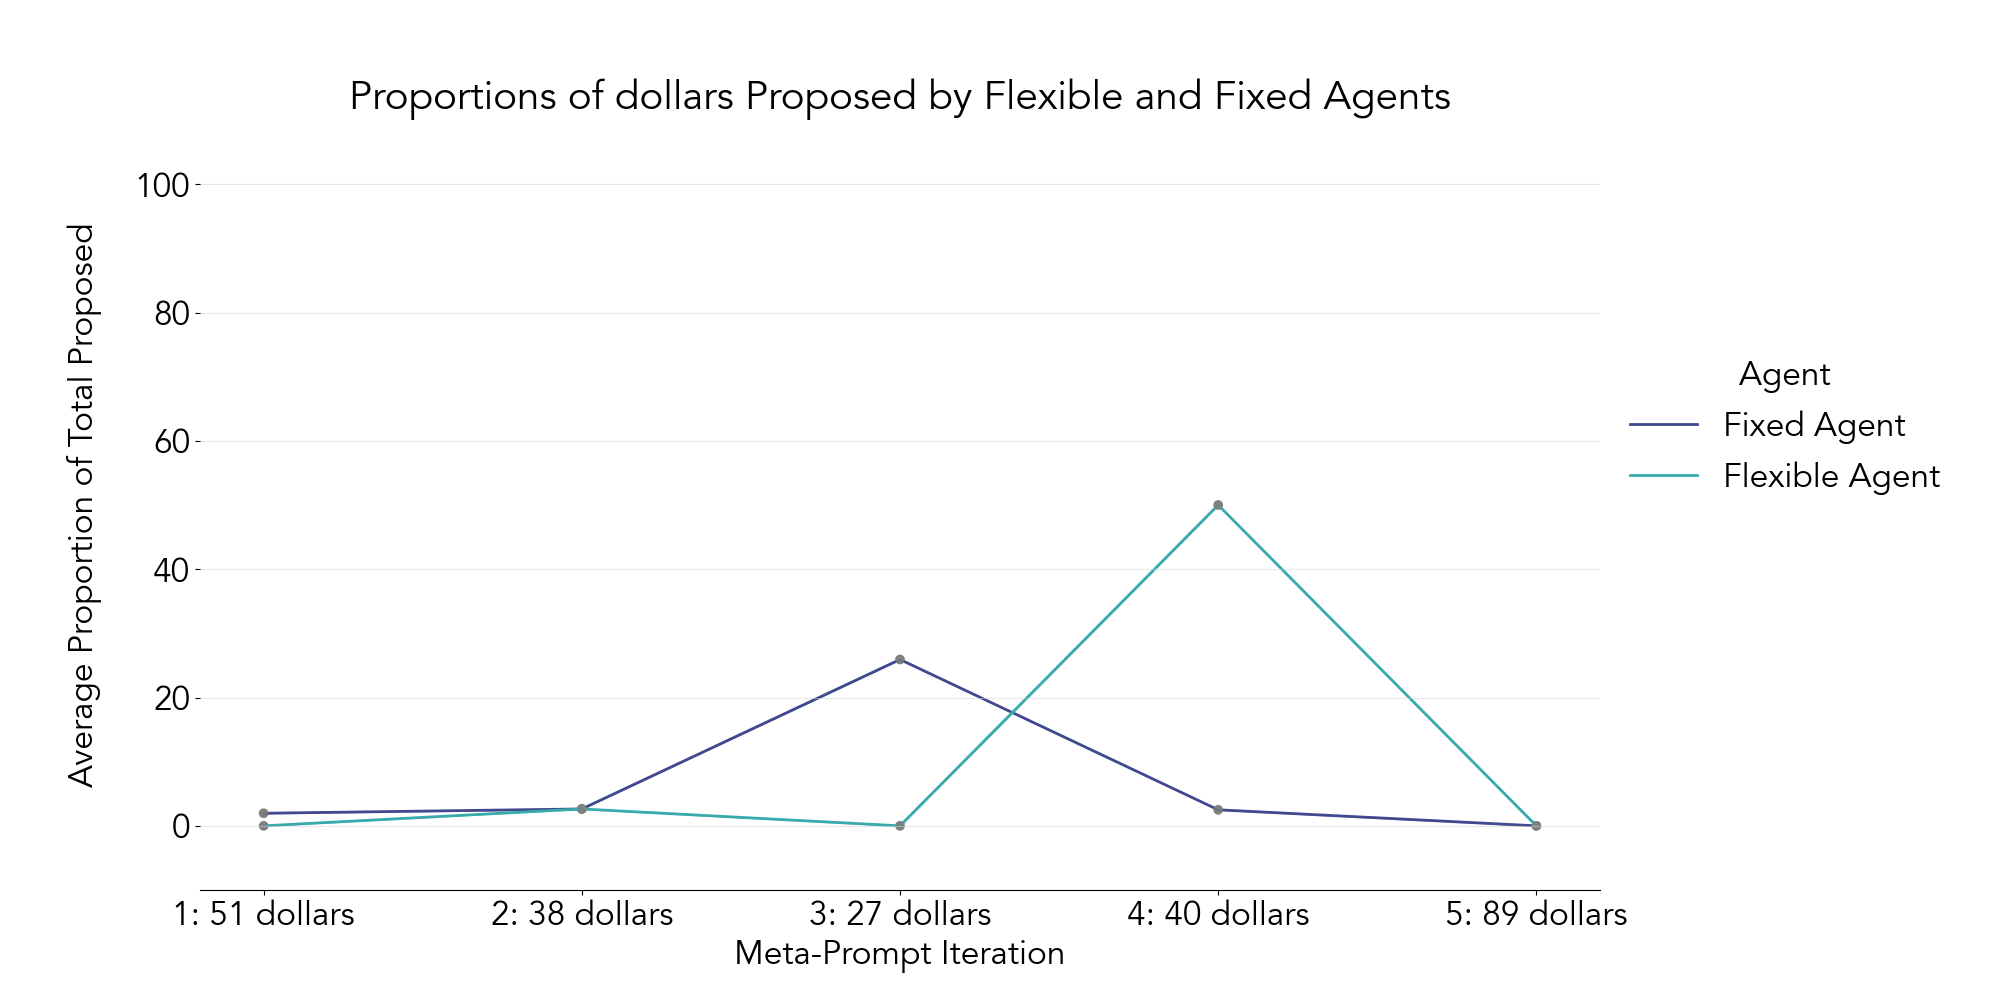 Proportions of dollars Proposed by Flexible and Fixed Agents
100
80
60
40
20
0
Average Proportion of Total Proposed
1: 51 dollars
2: 38 dollars
3: 27 dollars
4: 40 dollars
5: 89 dollars
Meta-Prompt Iteration
Agent
Fixed Agent
Flexible Agent